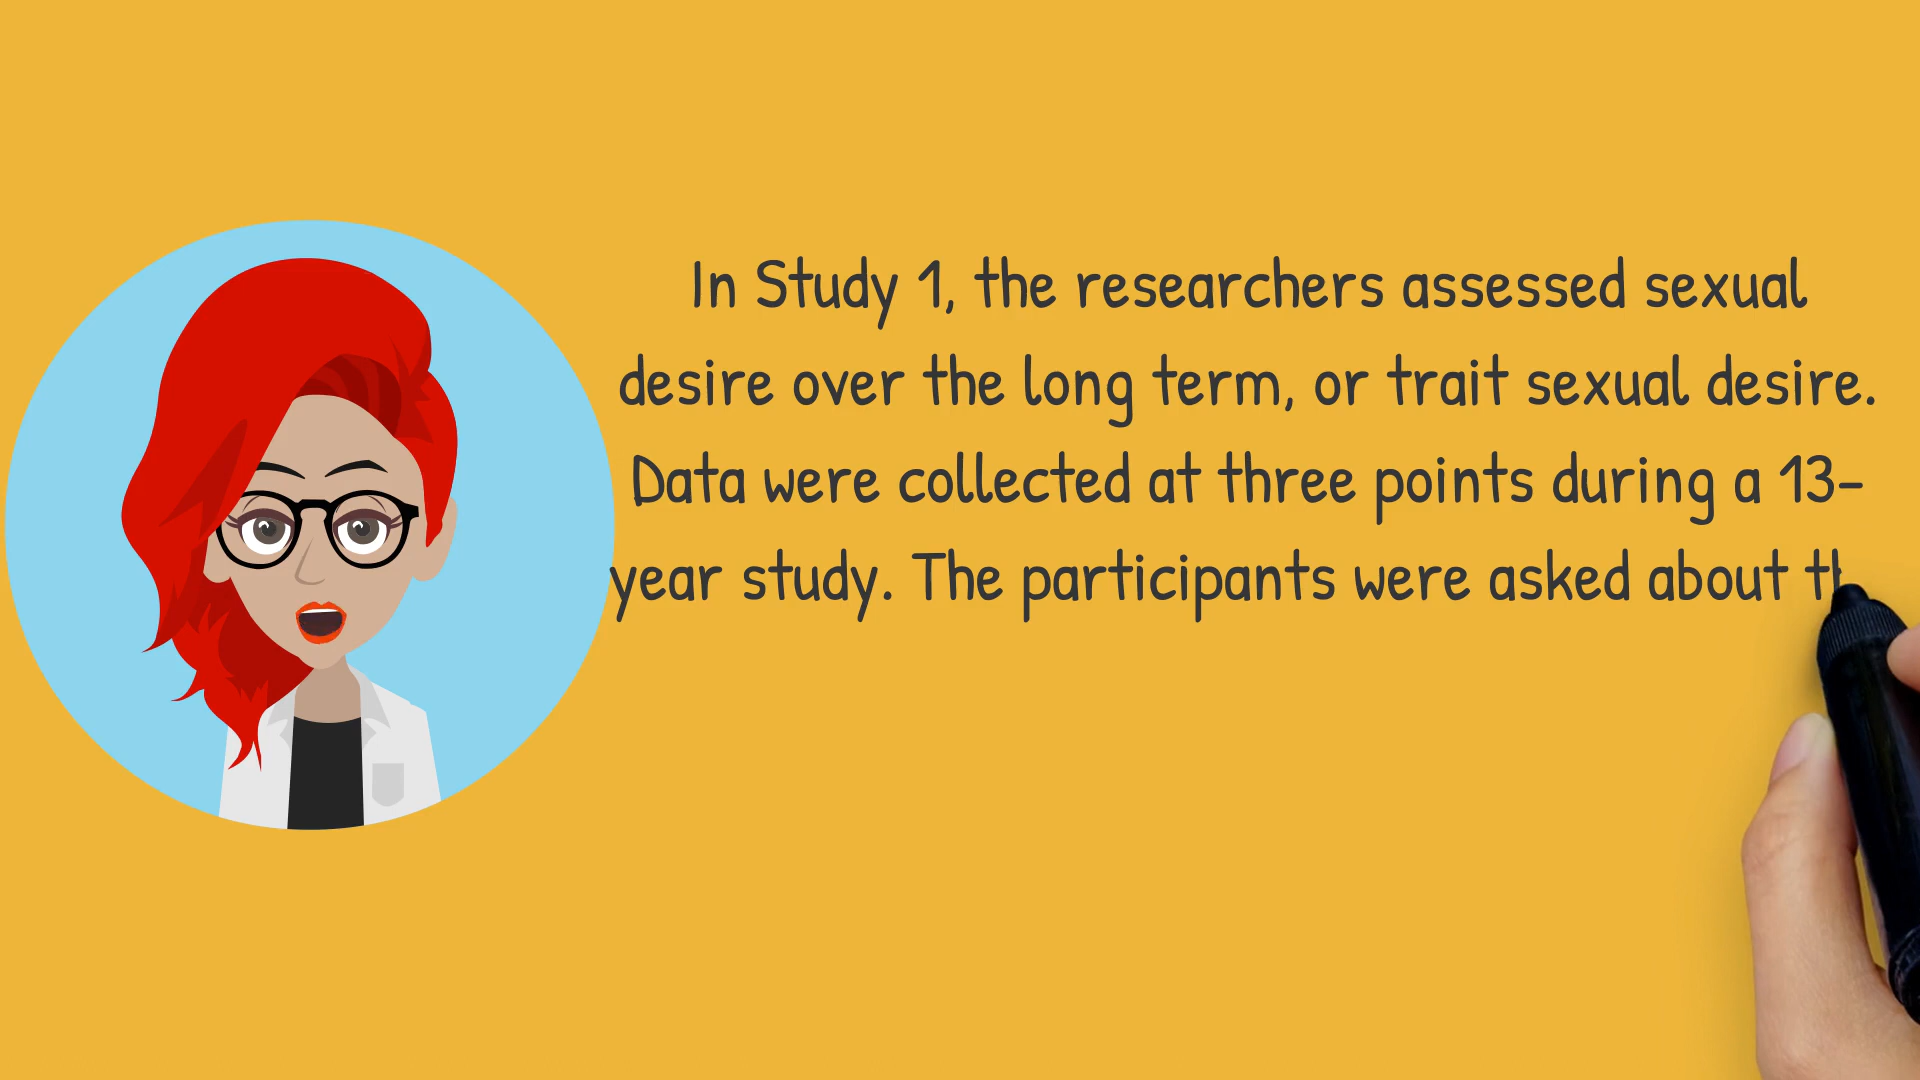 In Study 1, the researchers assessed sexual
desire over the long term, or trait sexual desire.
Data were collected at three points during a 13-
year study. The participants were asked about